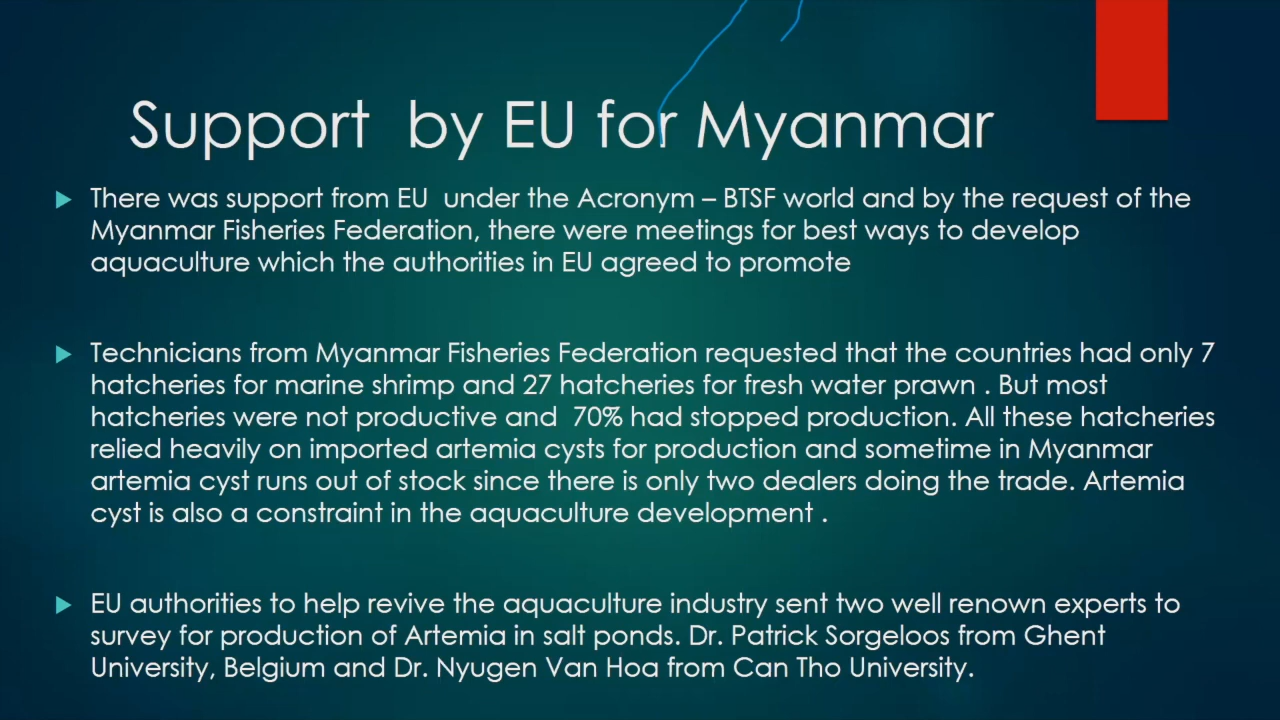 Support by EU for Myanmar
There was support from EU under the Acronym – BTSF world and by the request of the
Myanmar Fisheries Federation, there were meetings for best ways to develop
aquaculture which the authorities in EU agreed to promote
Technicians from Myanmar Fisheries Federation requested that the countries had only 7
hatcheries for marine shrimp and 27 hatcheries for fresh water prawn . But most
hatcheries were not productive and 70% had stopped production. All these hatcheries
relied heavily on imported artemia cysts for production and sometime in Myanmar
artemia cyst runs out of stock since there is only two dealers doing the trade. Artemia
cyst is also a constraint in the aquaculture development .
EU authorities to help revive the aquaculture industry sent two well renown experts to
survey for production of Artemia in salt ponds. Dr. Patrick Sorgeloos from Ghent
University, Belgium and Dr. Nyugen Van Hoa from Can Tho University.